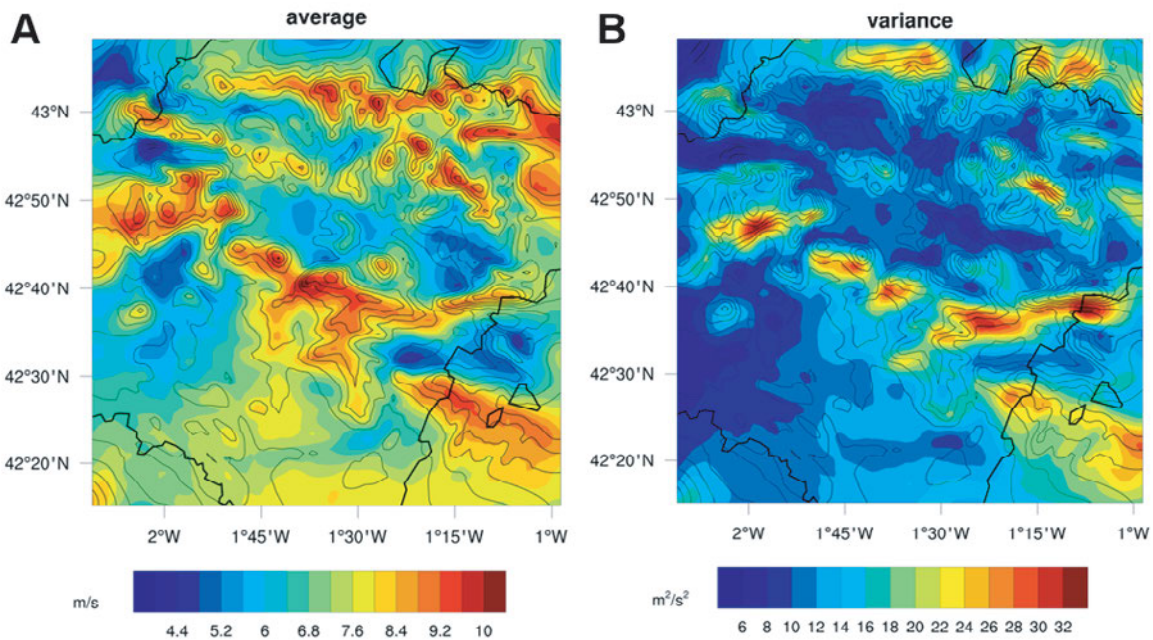 A
average
43°N
42°50'N
42°40'N
42°30'N
42°20'N
2°W
1°45'W
1°30'W
1°15'W
1°W
m/s
4.4 5.2 6 6.8 7.6 8.4 9.2 10
B
variance
43°N
42°50'N
42°40'N
42°30'N
42°20'N
2°W
1°45'W
1°30'W
1°15'W
1°W
m²/s²
6 8 10 12 14 16 18 20 22 24 26 28 30 32